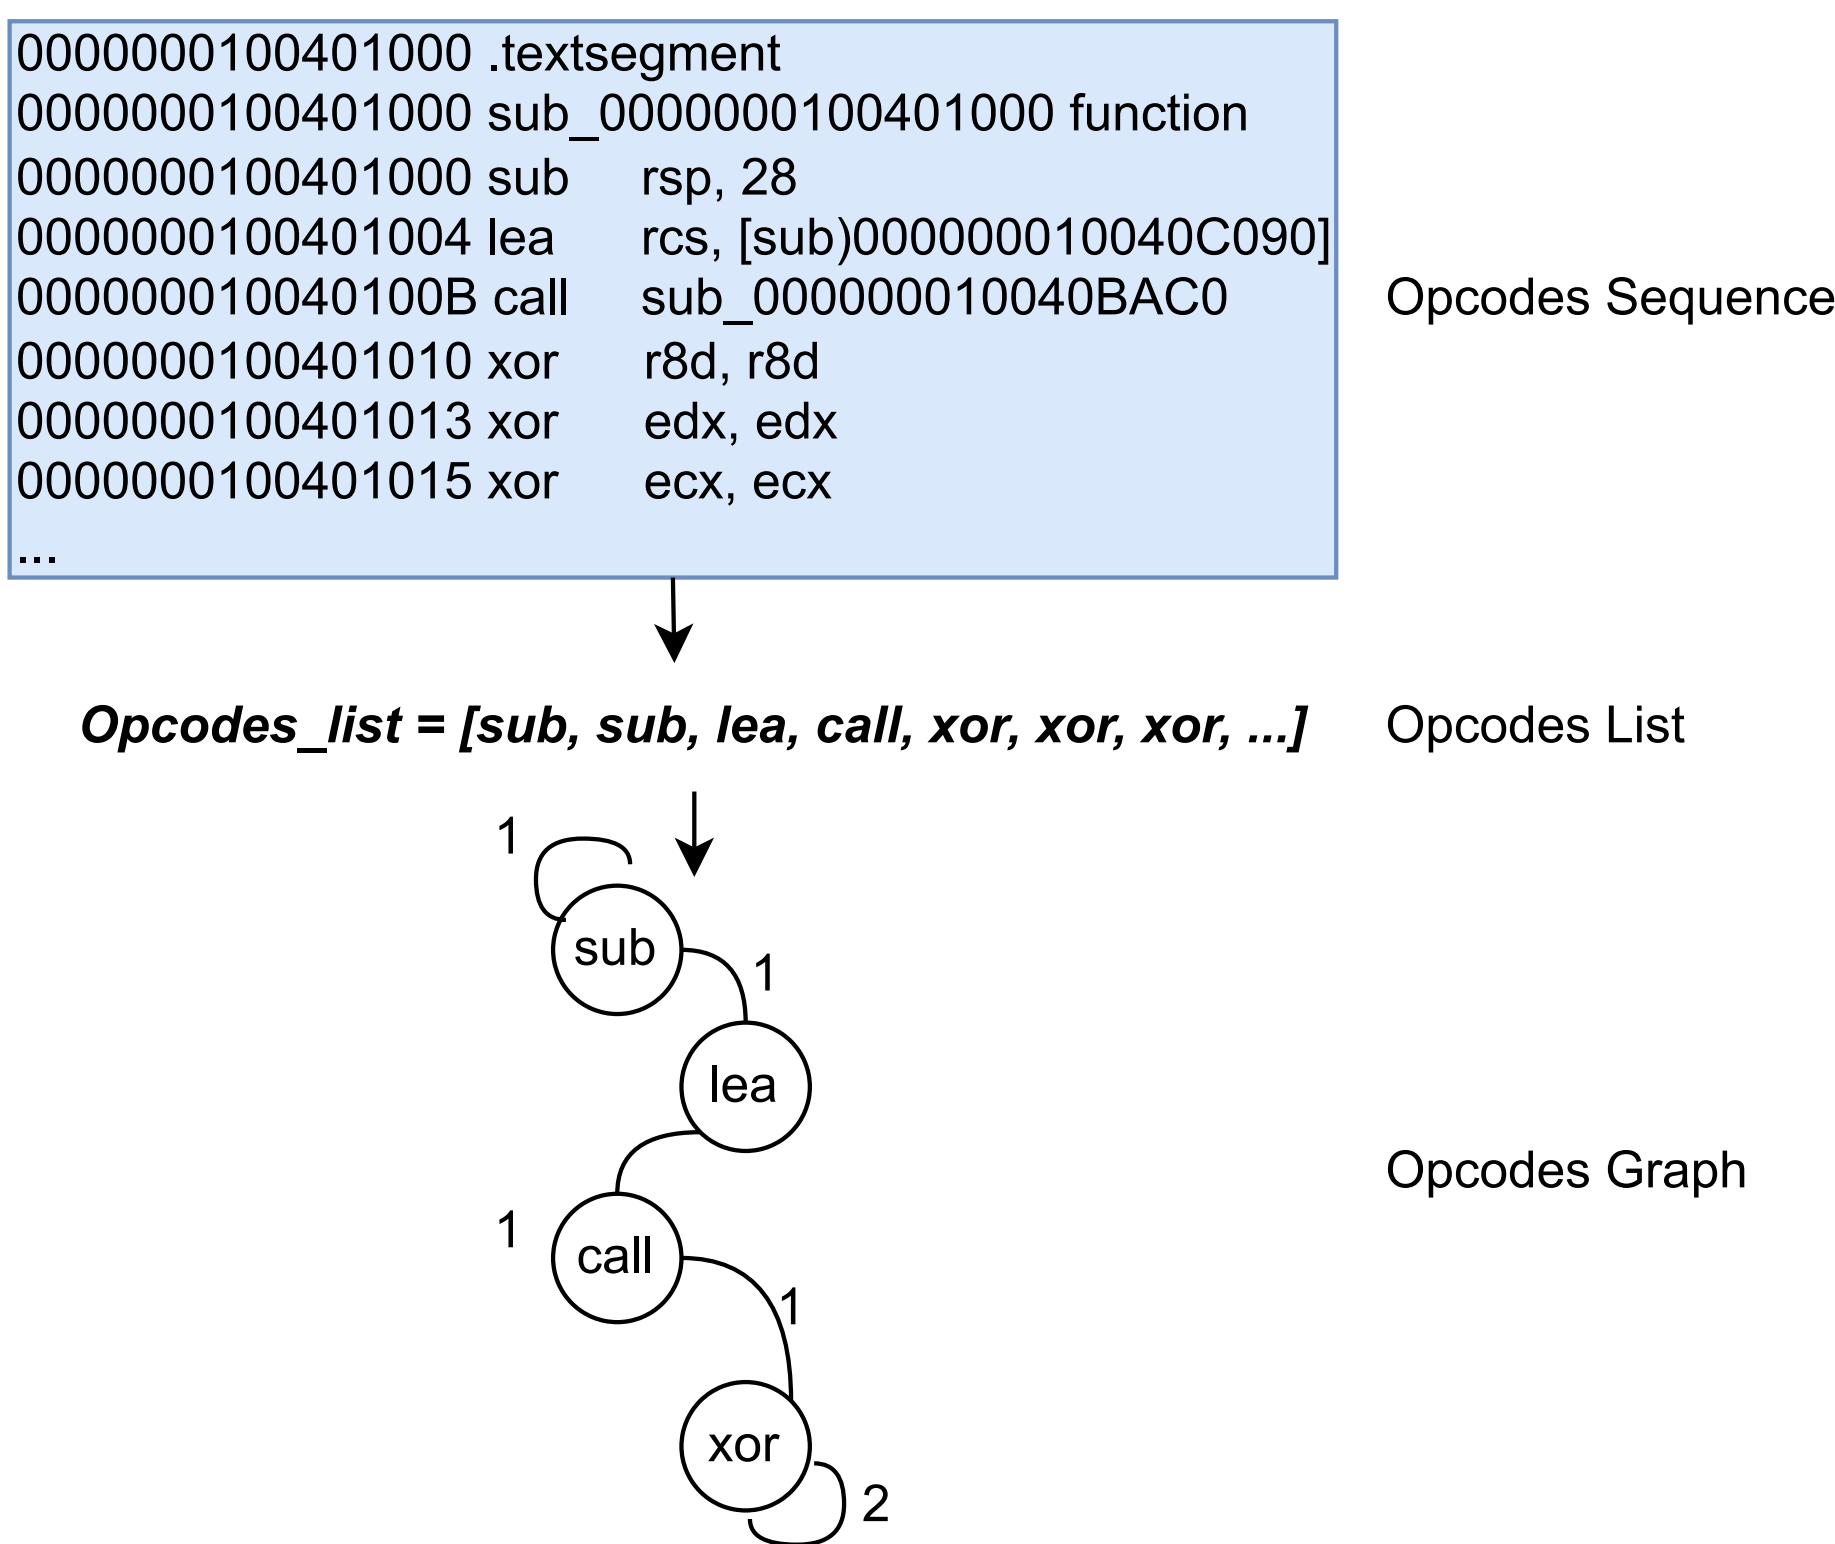 0000000100401000 .textsegment
0000000100401000 sub_0000000100401000 function
0000000100401000 sub rsp, 28
0000000100401004 lea rcs, [sub)000000010040C090]
000000010040100B call sub_000000010040BAC0
0000000100401010 xor r8d, r8d
0000000100401013 xor edx, edx
0000000100401015 xor ecx, ecx
...
Opcodes Sequence
Opcodes_list = [sub, sub, lea, call, xor, xor, xor, ...]
Opcodes List
1
sub
1
lea
Opcodes Graph
1
call
1
xor
2